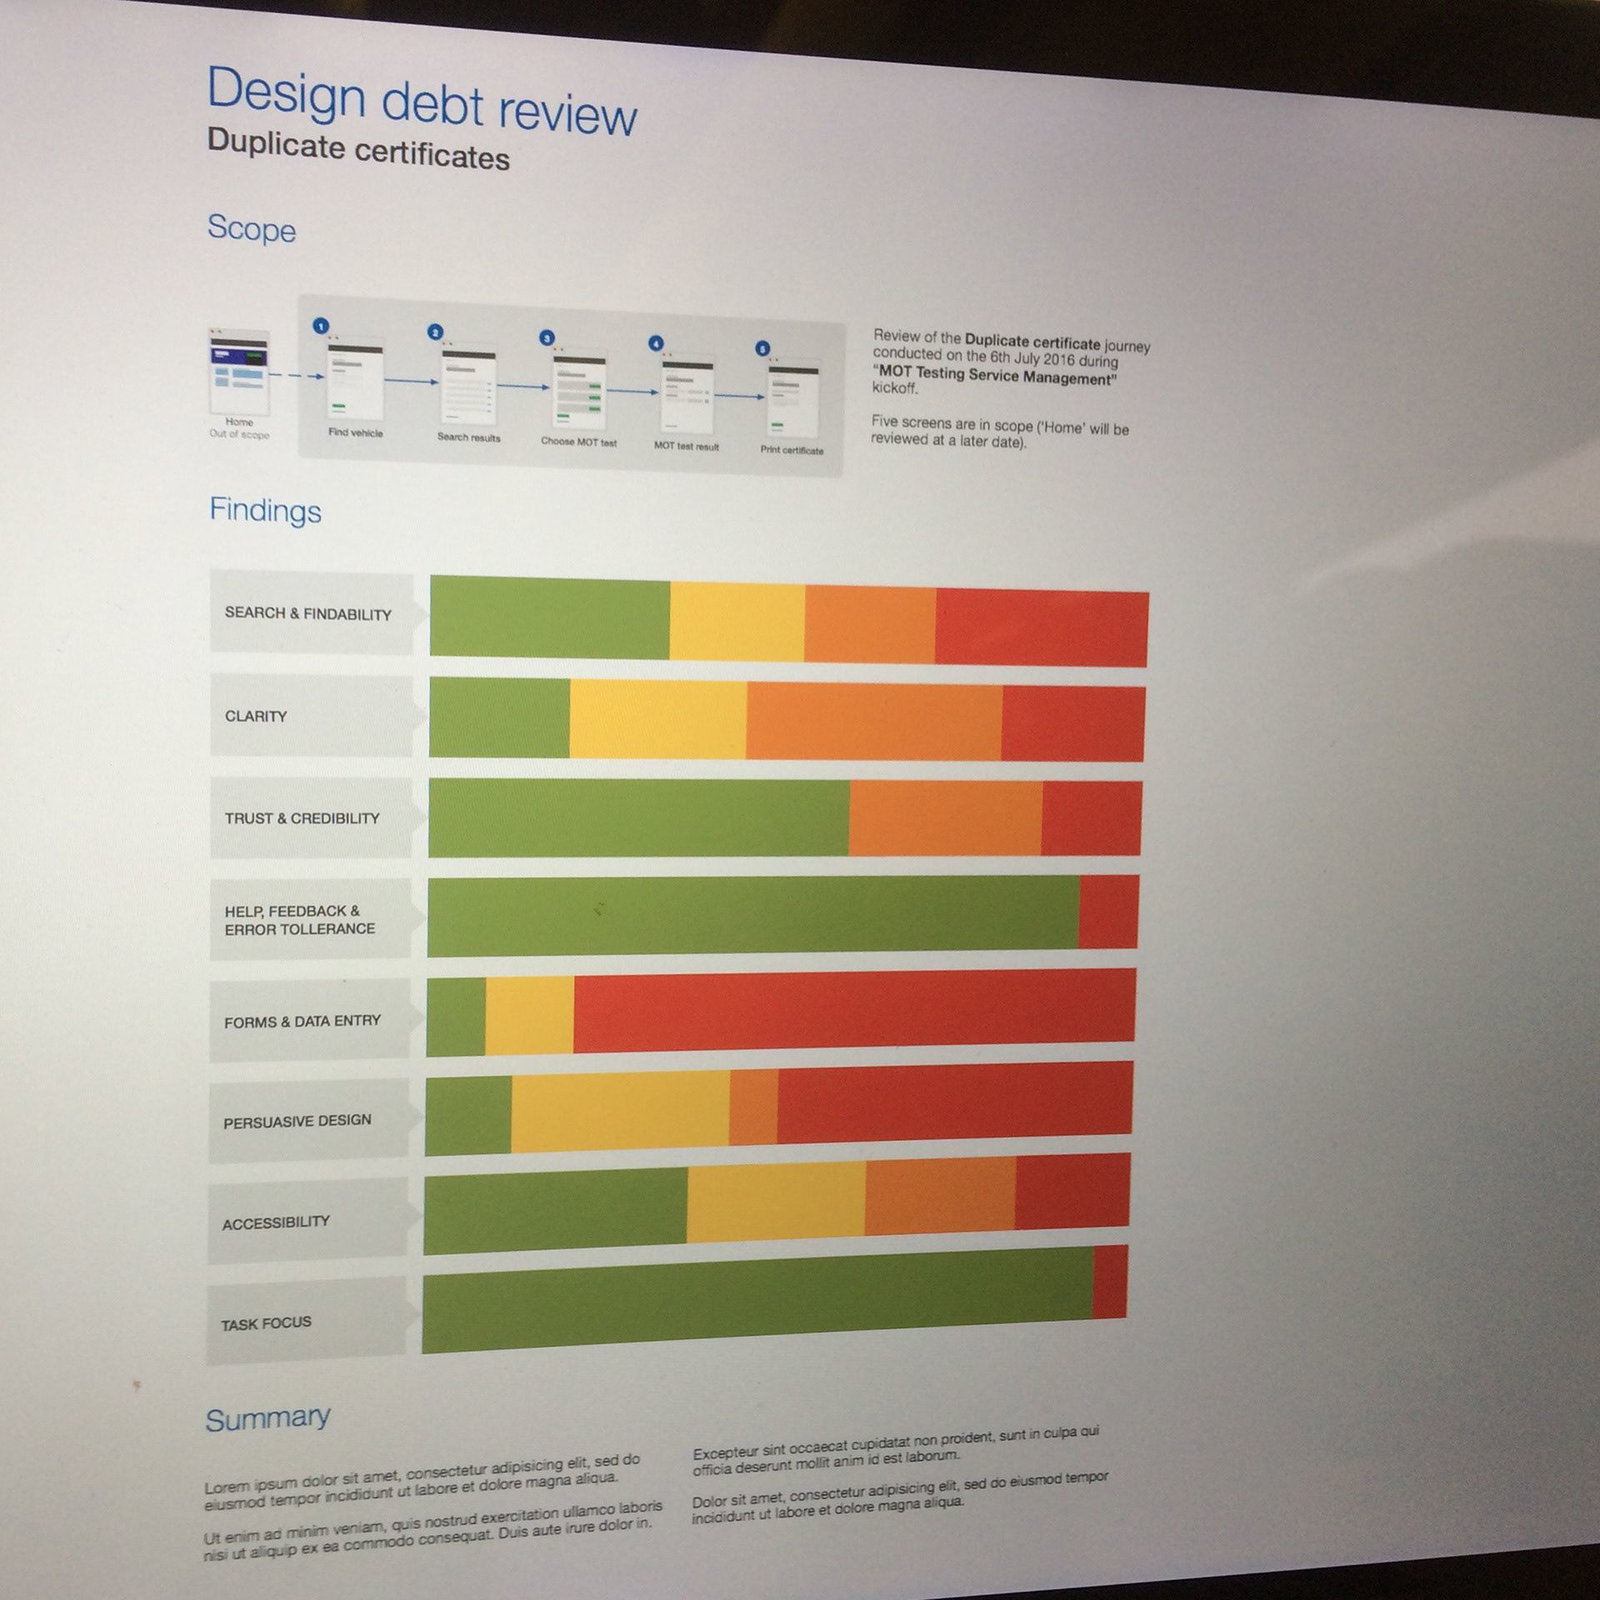 Design debt review
Duplicate certificates
Scope
1
2
3
4
5
Home
Out of scope
Find vehicle
Search results
Choose MOT test
MOT test result
Print certificate
Review of the Duplicate certificate journey
conducted on the 6th July 2016 during
"MOT Testing Service Management"
kickoff.
Five screens are in scope ('Home' will be
reviewed at a later date).
Findings
SEARCH & FINDABILITY
CLARITY
TRUST & CREDIBILITY
HELP, FEEDBACK &
ERROR TOLLERANCE
FORMS & DATA ENTRY
PERSUASIVE DESIGN
ACCESSIBILITY
TASK FOCUS
Summary
Lorem ipsum dolor sit amet, consectetur adipisicing elit, sed do
eiusmod tempor incididunt ut labore et dolore magna aliqua.
Ut enim ad minim veniam, quis nostrud exercitation ullamco laboris
nisi ut aliquip ex ea commodo consequat. Duis aute irure dolor in.
Excepteur sint occaecat cupidatat non proident, sunt in culpa qui
officia deserunt mollit anim id est laborum.
Dolor sit amet, consectetur adipisicing elit, sed do eiusmod tempor
incididunt ut labore et dolore magna aliqua.